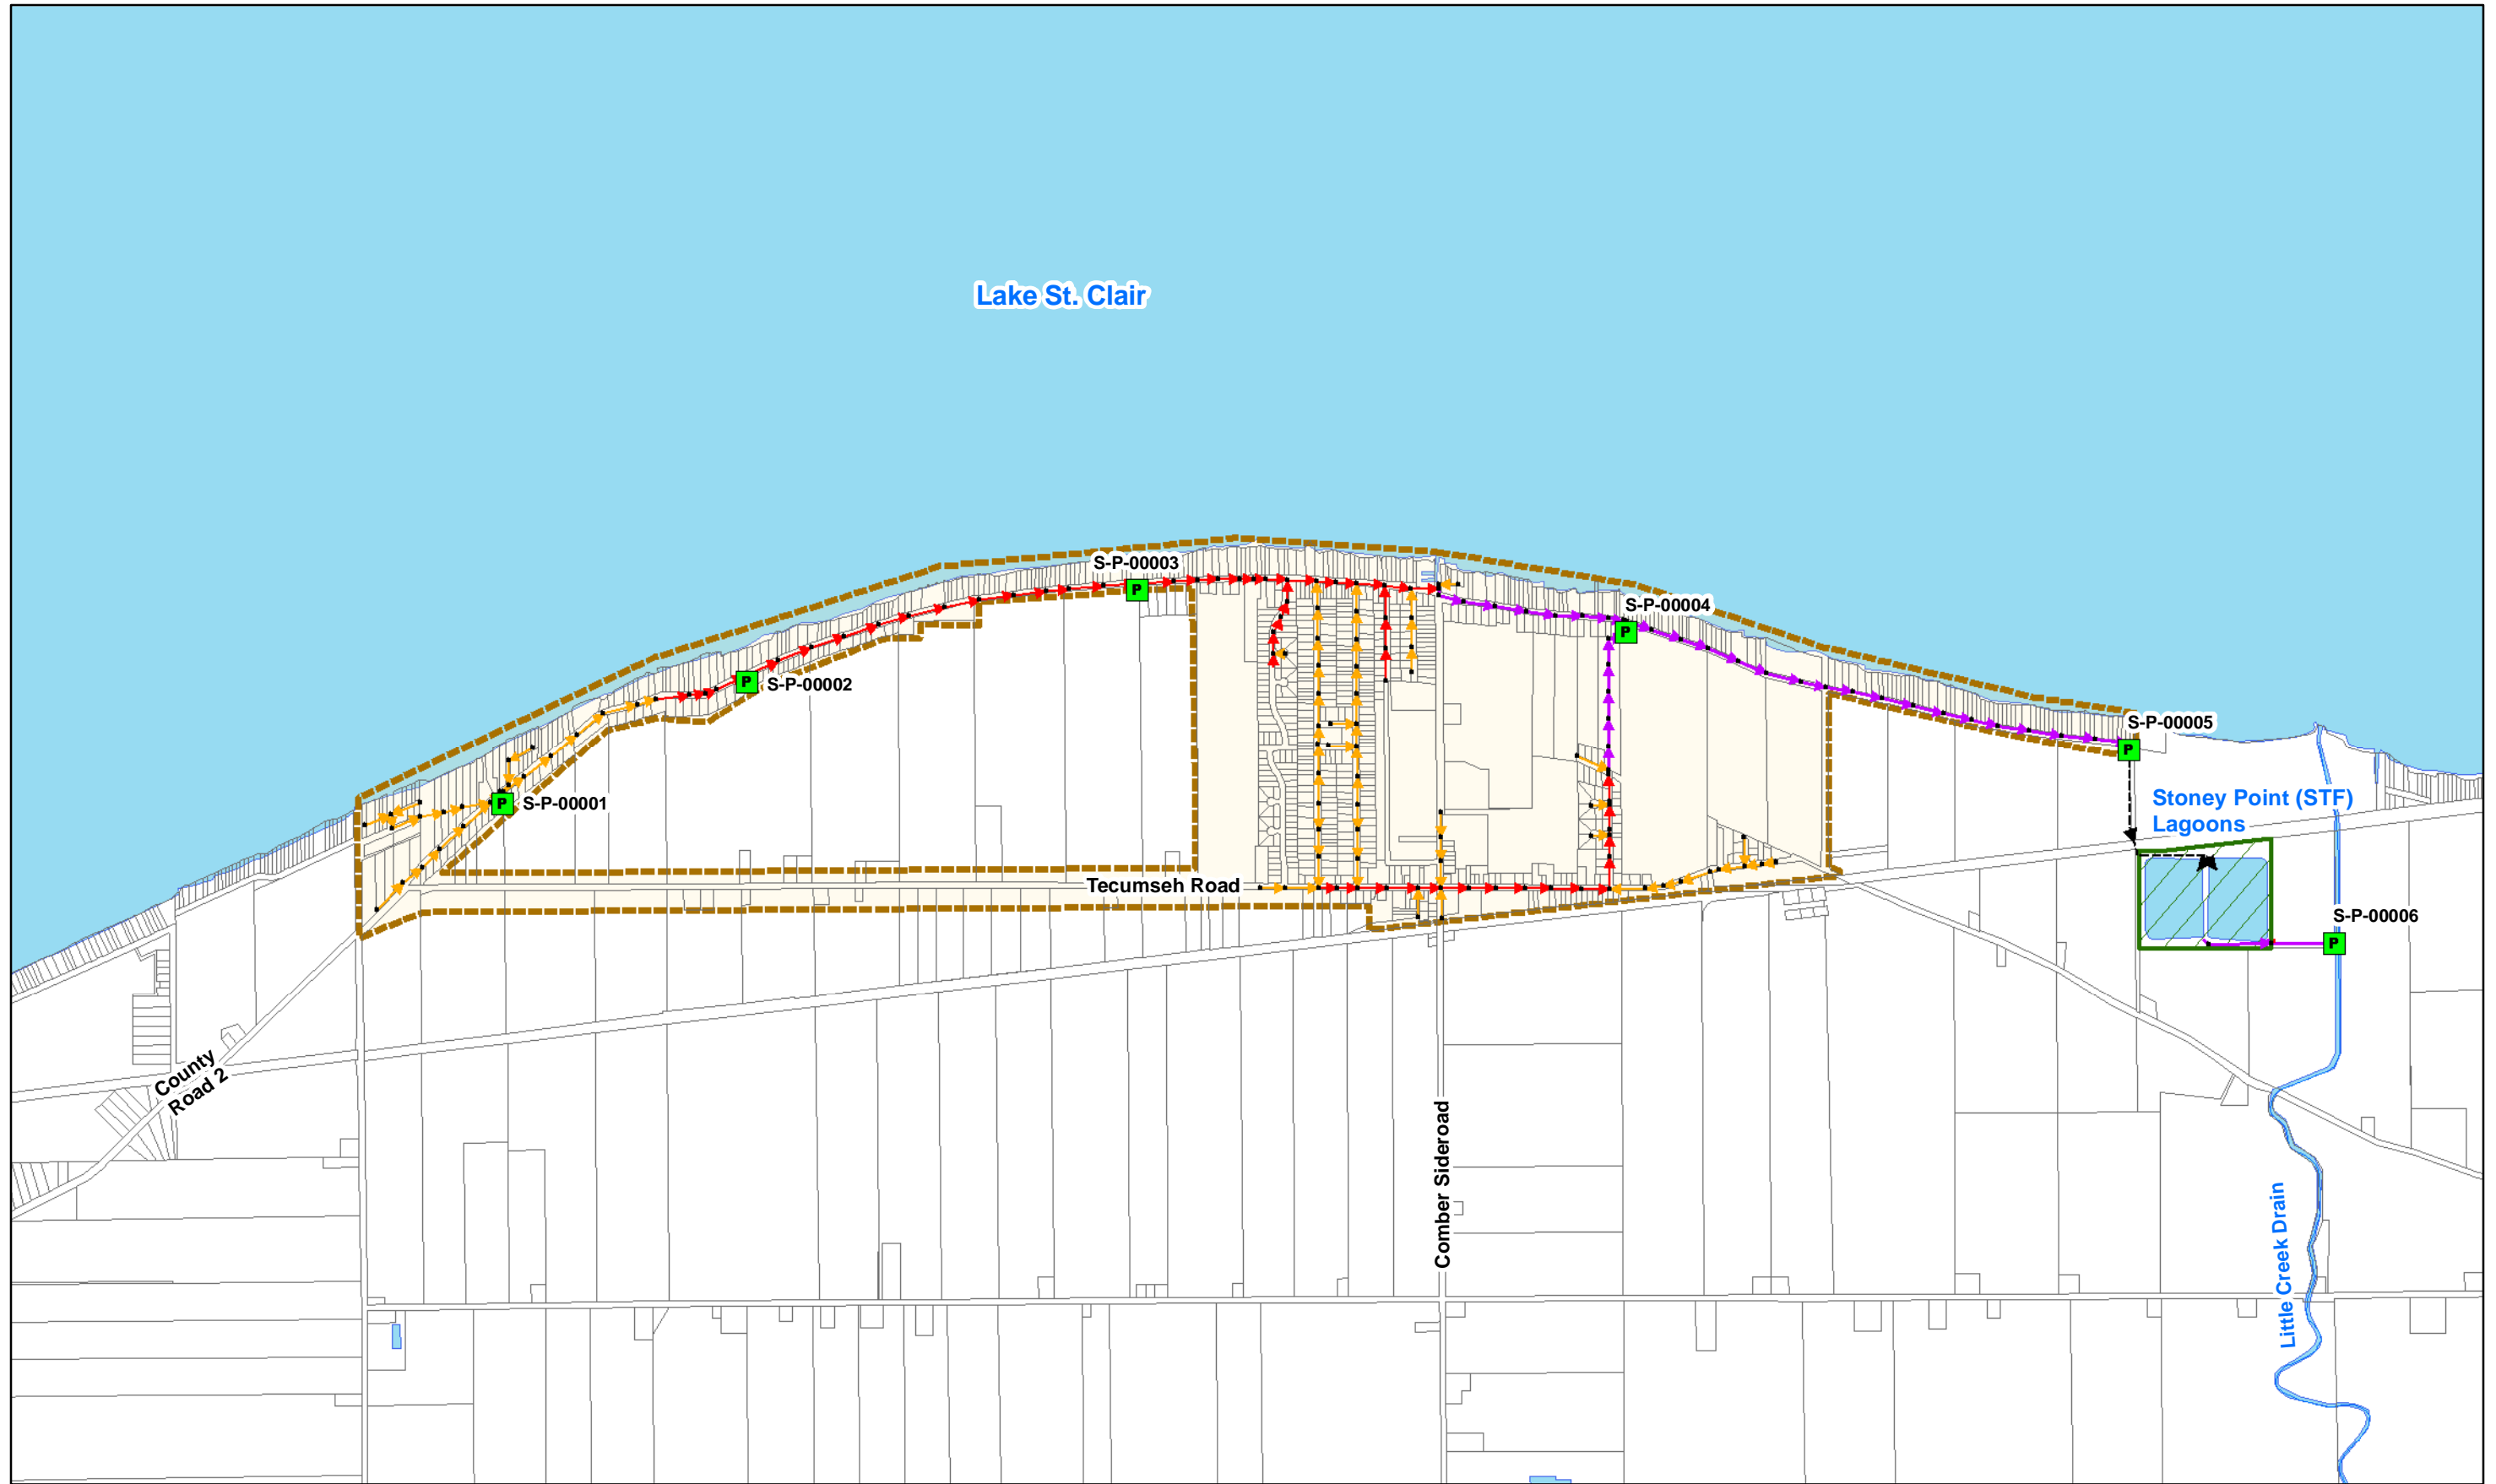 Lake St. Clair
S-P-00003
S-P-00004
S-P-00002
S-P-00005
S-P-00001
Stoney Point (STF)
Lagoons
Tecumseh Road
S-P-00006
County
Road 2
Comber Sideroad
Little Creek Drain
P
P
P
P
P
P